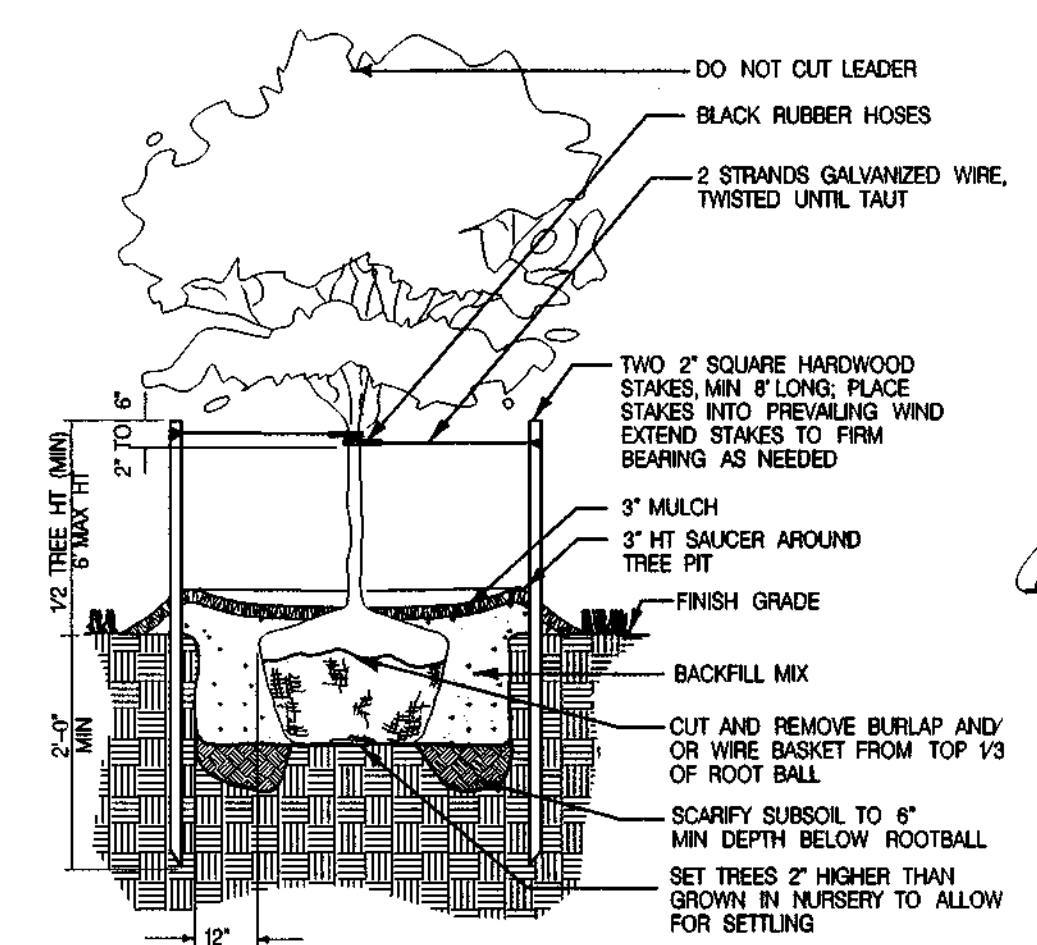 DO NOT CUT LEADER
BLACK RUBBER HOSES
2 STRANDS GALVANIZED WIRE,
TWISTED UNTIL TAUT
TWO 2" SQUARE HARDWOOD
STAKES, MIN 8' LONG; PLACE
STAKES INTO PREVAILING WIND
EXTEND STAKES TO FIRM
BEARING AS NEEDED
2" TO 6"
1/2 TREE HT (MIN)
6' MAX HT
3" MULCH
3" HT SAUCER AROUND
TREE PIT
FINISH GRADE
BACKFILL MIX
2'-0"
MIN
CUT AND REMOVE BURLAP AND/
OR WIRE BASKET FROM TOP 1/3
OF ROOT BALL
SCARIFY SUBSOIL TO 6"
MIN DEPTH BELOW ROOTBALL
SET TREES 2" HIGHER THAN
GROWN IN NURSERY TO ALLOW
FOR SETTLING
12"